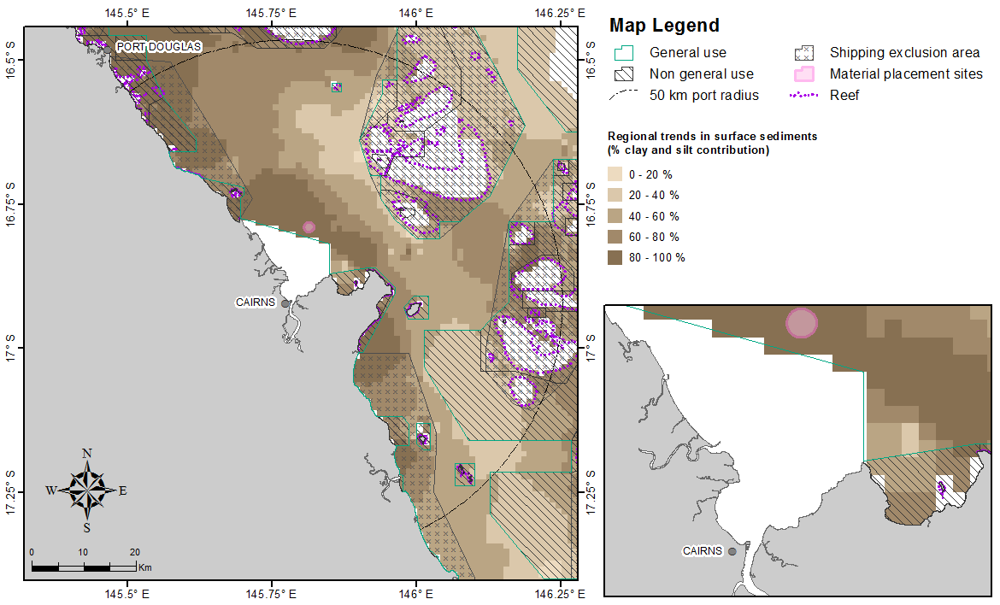 145.5° E 145.75° E 146° E 146.25° E
16.5° S
16.75° S
17° S
17.25° S
16.5° S
16.75° S
17° S
17.25° S
PORT DOUGLAS
CAIRNS
N
W E
S
0 10 20
Km
145.5° E 145.75° E 146° E 146.25° E
Map Legend
General use
Non general use
50 km port radius
Shipping exclusion area
Material placement sites
Reef
Regional trends in surface sediments
(% clay and silt contribution)
0 - 20 %
20 - 40 %
40 - 60 %
60 - 80 %
80 - 100 %
CAIRNS